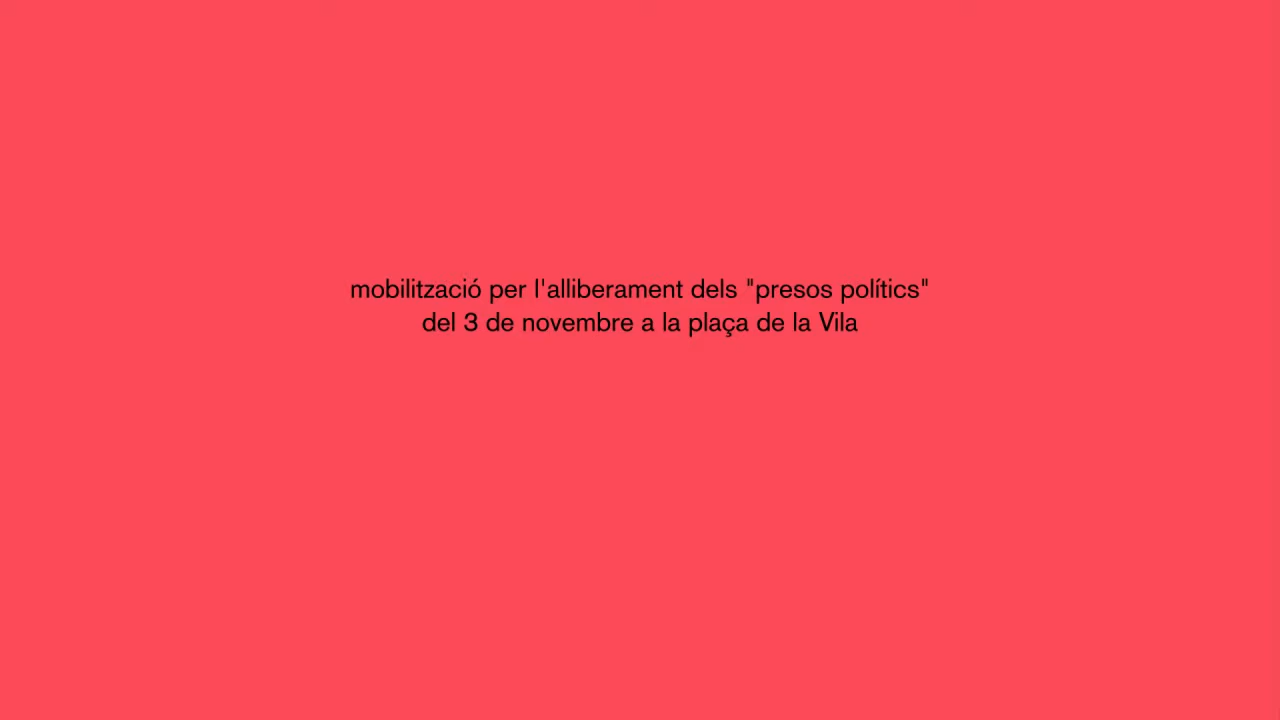 mobilització per l'alliberament dels "presos polítics"
del 3 de novembre a la plaça de la Vila